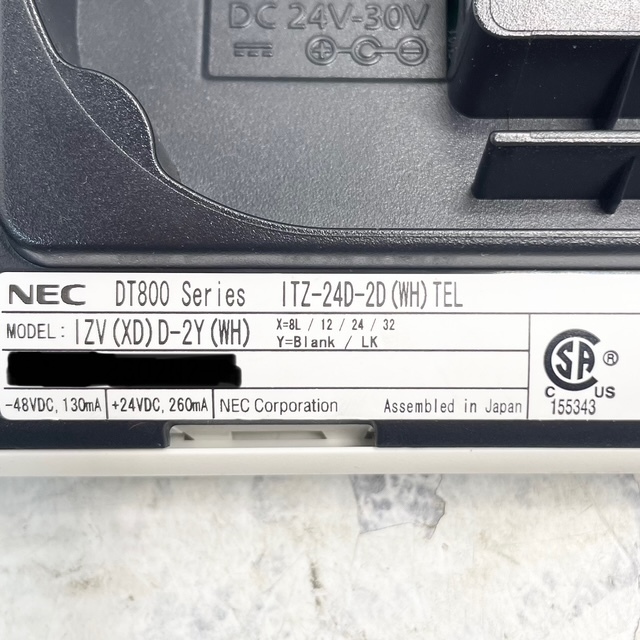 DC 24V-30V
NEC DT800 Series ITZ-24D-2D(WH)TEL
MODEL: IZV(XD)D-2Y(WH) X=8L / 12 / 24 / 32
Y=Blank / LK
-48VDC, 130mA +24VDC, 260mA NEC Corporation Assembled in Japan
CSA ®
C US
155343